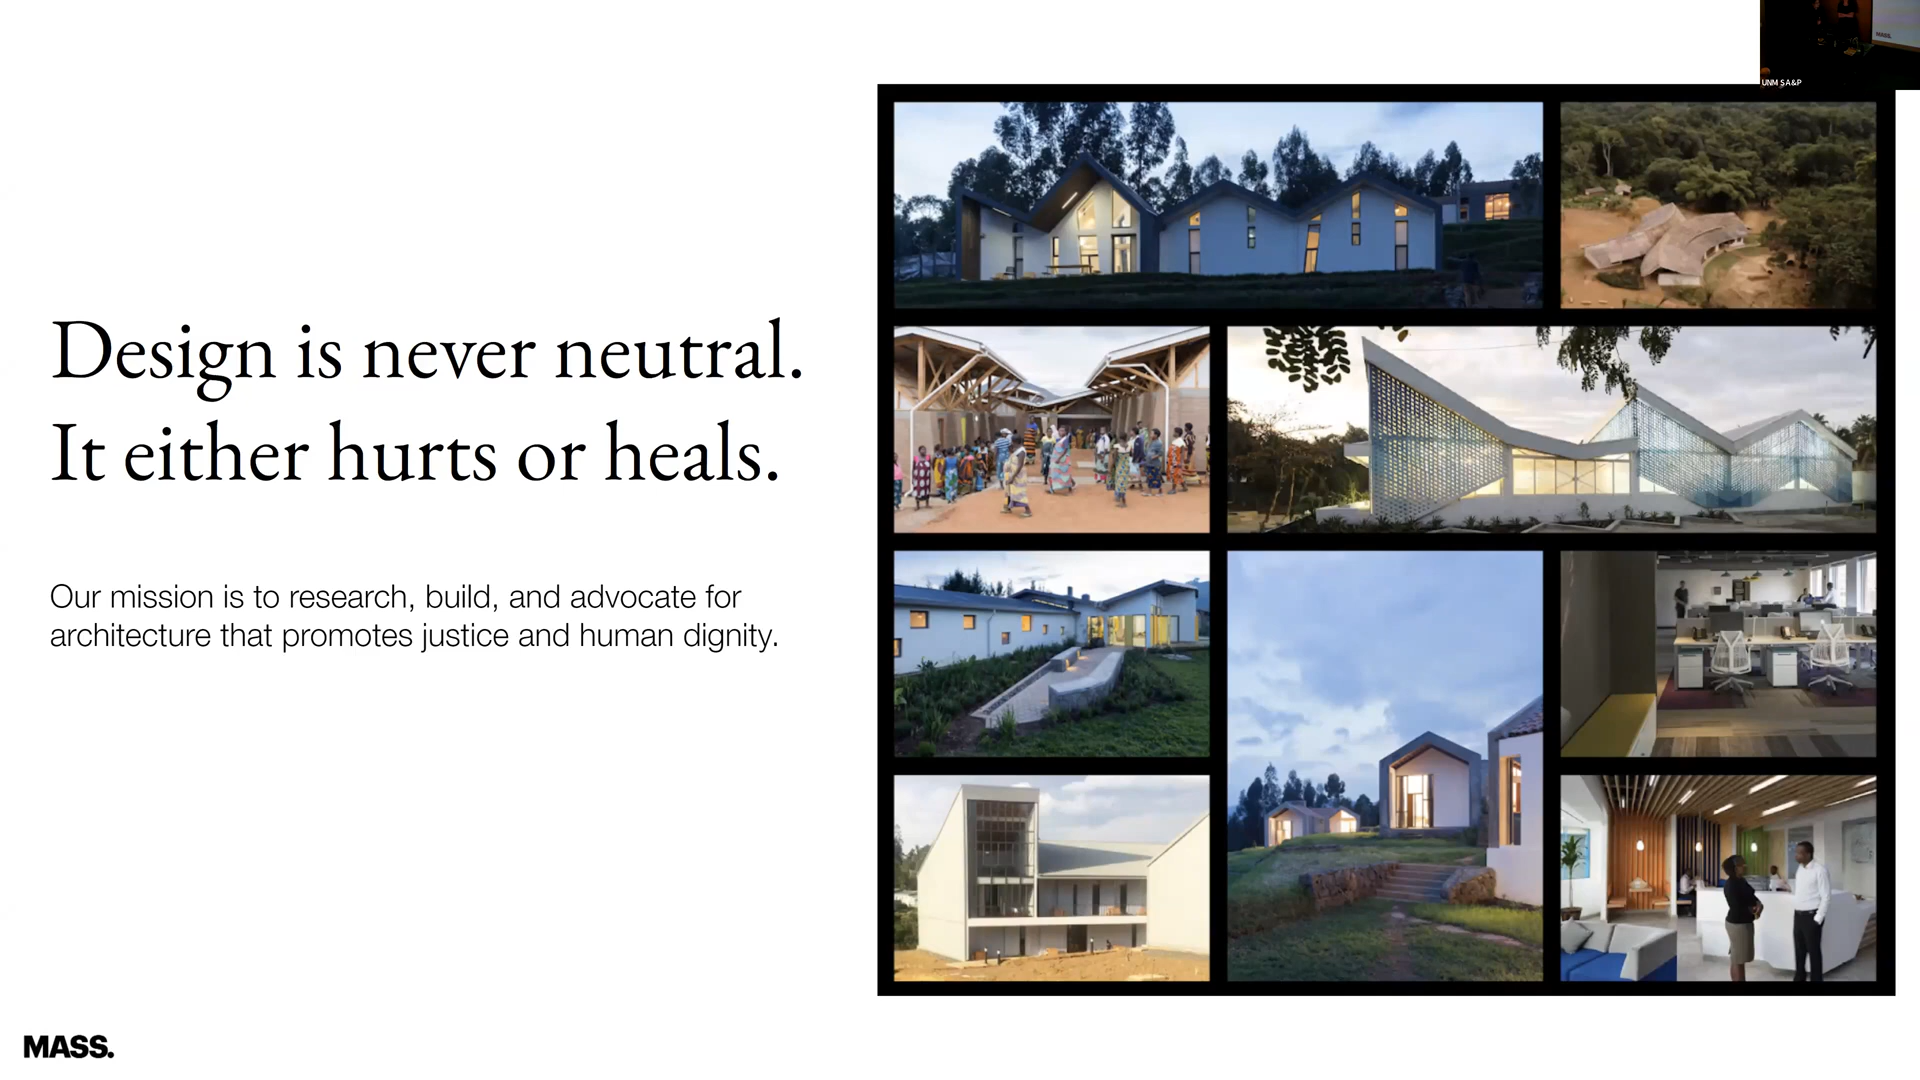 Design is never neutral.
It either hurts or heals.
Our mission is to research, build, and advocate for
architecture that promotes justice and human dignity.
MASS.
UNM SA&P
MASS.